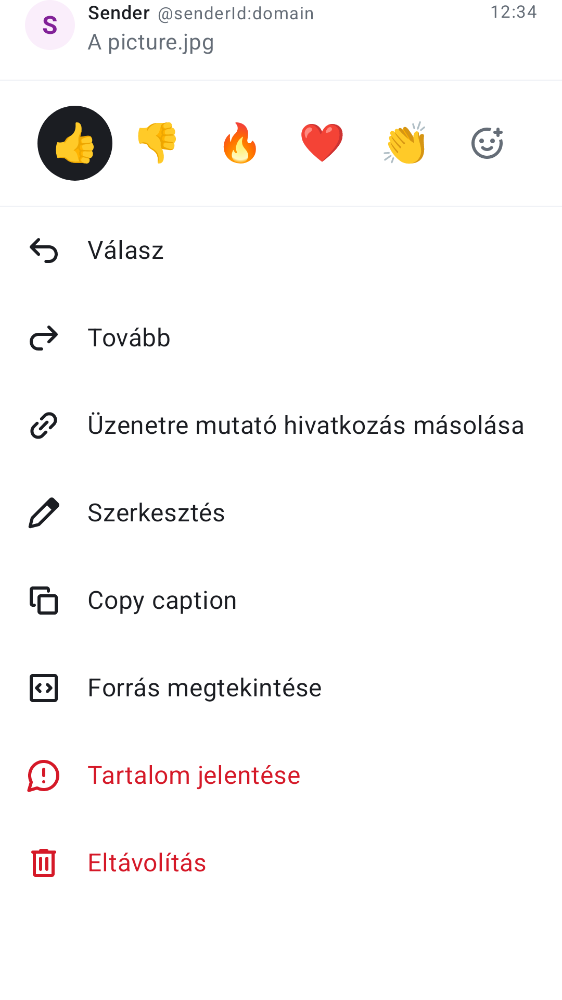 S
Sender @senderId:domain 12:34
A picture.jpg
Válasz
Tovább
Üzenetre mutató hivatkozás másolása
Szerkesztés
Copy caption
Forrás megtekintése
Tartalom jelentése
Eltávolítás